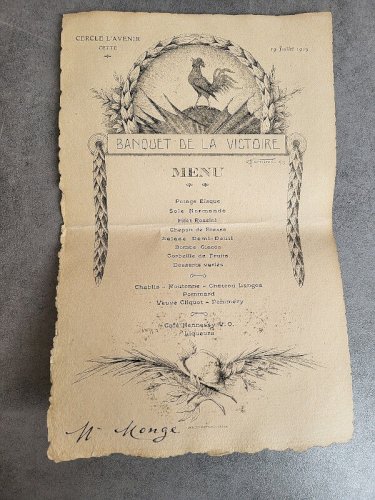 CERCLE L'AVENIR
CETTE
19 Juillet 1919
BANQUET DE LA VICTOIRE
MENU
Potage Bisque
Sole Normande
Filet Rossini
Chapon de Bresse
Demi-Deuil
Bombe Glacée
Corbeille de Fruits
Desserts variés
Chablis - Moutonne - Château Langoa
Pommard
Veuve Cliquot - Pommery
Café Hennessy V.O.
Liqueurs
Mr Monge